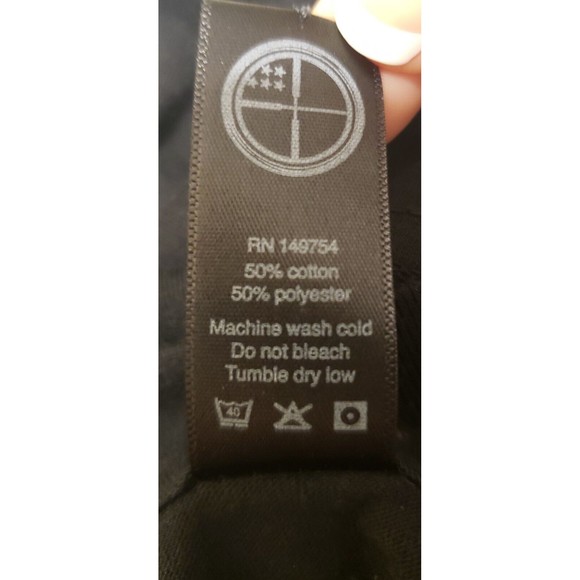 RN 149754
50% cotton
50% polyester
Machine wash cold
Do not bleach
Tumble dry low
40